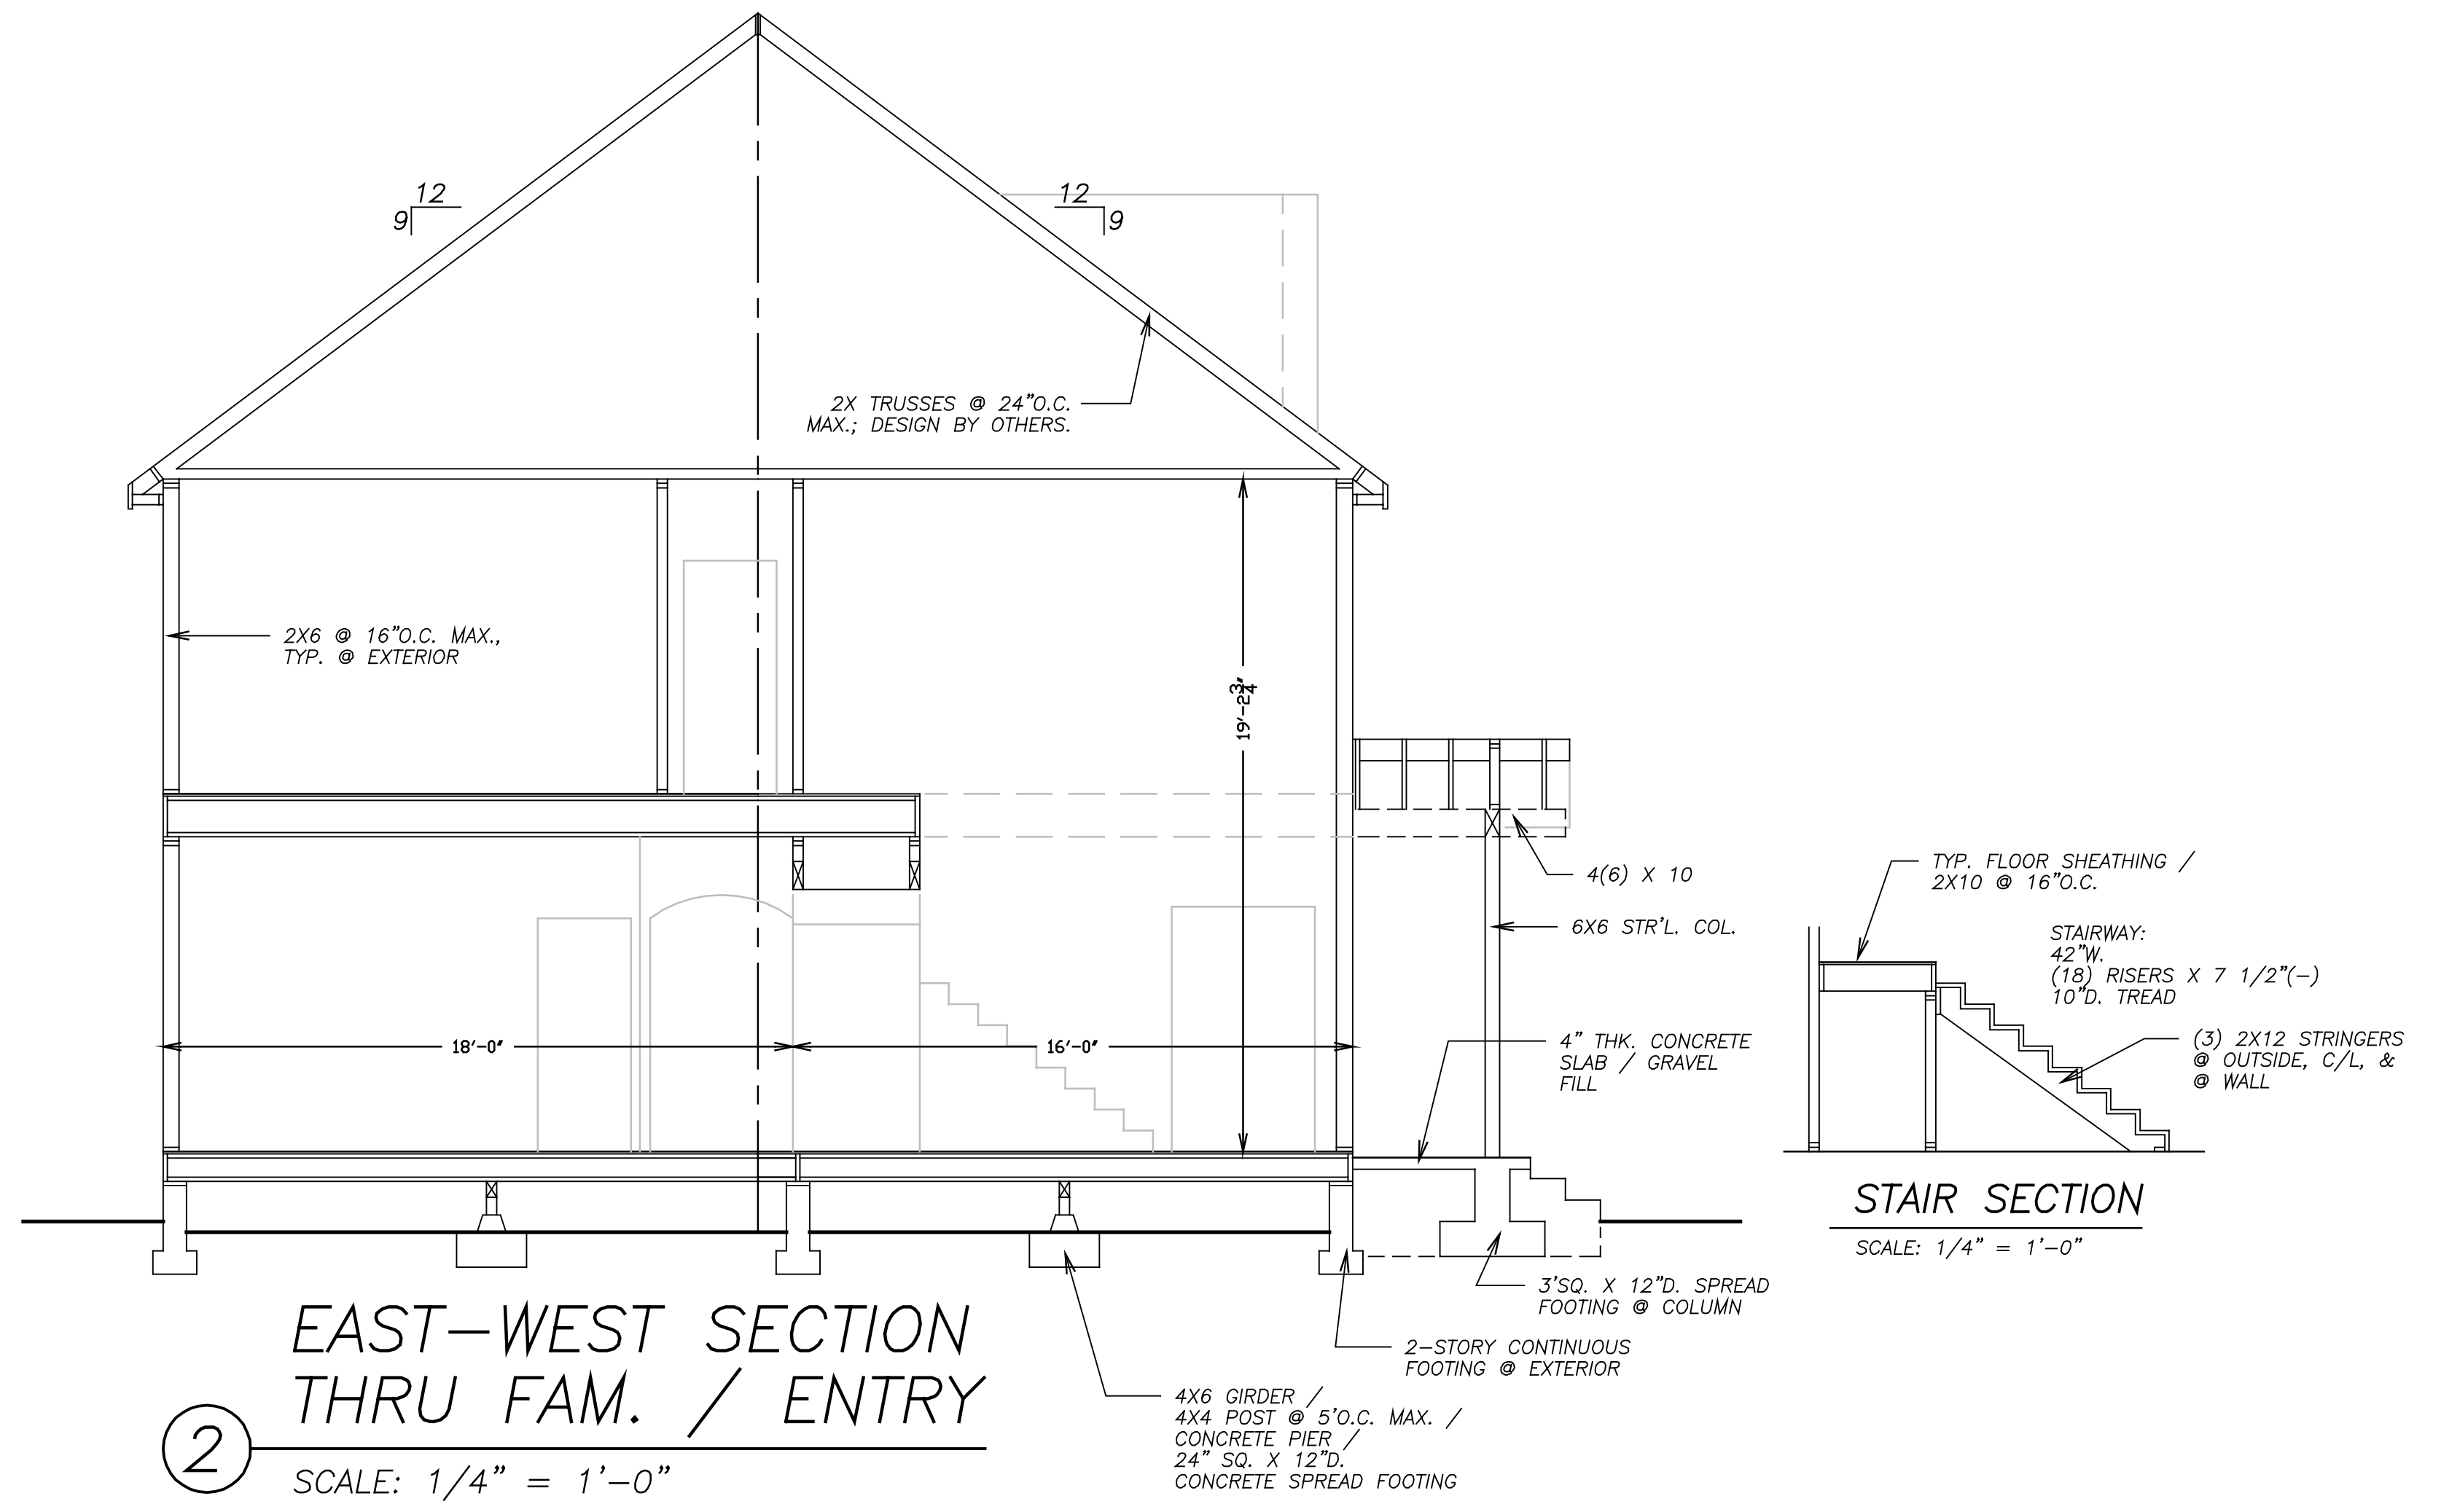 12
9
12
9
2X TRUSSES @ 24"O.C.
MAX.; DESIGN BY OTHERS.
2X6 @ 16"O.C. MAX.,
TYP. @ EXTERIOR
4(6) X 10
6X6 STR'L. COL.
TYP. FLOOR SHEATHING /
2X10 @ 16"O.C.
STAIRWAY:
42"W.
(18) RISERS X 7 1/2"(-)
10"D. TREAD
(3) 2X12 STRINGERS
@ OUTSIDE, C/L, &
@ WALL
18'-0"
16'-0"
4" THK. CONCRETE
SLAB / GRAVEL
FILL
STAIR SECTION
SCALE: 1/4" = 1'-0"
3'SQ. X 12"D. SPREAD
FOOTING @ COLUMN
2-STORY CONTINUOUS
FOOTING @ EXTERIOR
4X6 GIRDER /
4X4 POST @ 5'O.C. MAX. /
CONCRETE PIER /
24" SQ. X 12"D.
CONCRETE SPREAD FOOTING
EAST-WEST SECTION
THRU FAM. / ENTRY
2
SCALE: 1/4" = 1'-0"